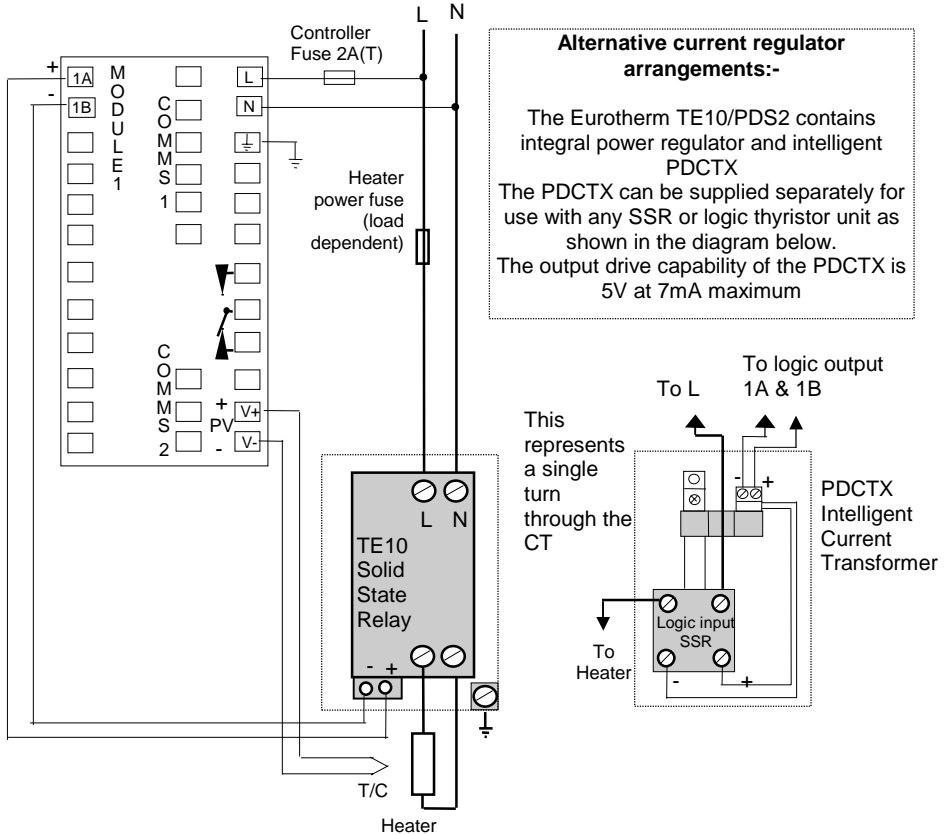 L N
Controller
Fuse 2A(T)
+
1A
-
1B
MODULE 1
COMMS 1
L
N
Heater
power fuse
(load
dependent)
COMMS 2
+
PV
-
V+
V-
Alternative current regulator
arrangements:-
The Eurotherm TE10/PDS2 contains
integral power regulator and intelligent
PDCTX
The PDCTX can be supplied separately for
use with any SSR or logic thyristor unit as
shown in the diagram below.
The output drive capability of the PDCTX is
5V at 7mA maximum
L N
TE10
Solid
State
Relay
- +
T/C
Heater
To L
To logic output
1A & 1B
This
represents
a single
turn
through the
CT
- +
PDCTX
Intelligent
Current
Transformer
Logic input
SSR
- +
To
Heater